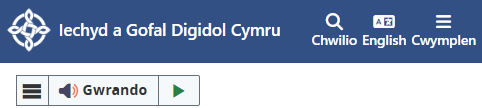 Iechyd a Gofal Digidol Cymru
Chwilio English Cwymplen
Gwrando